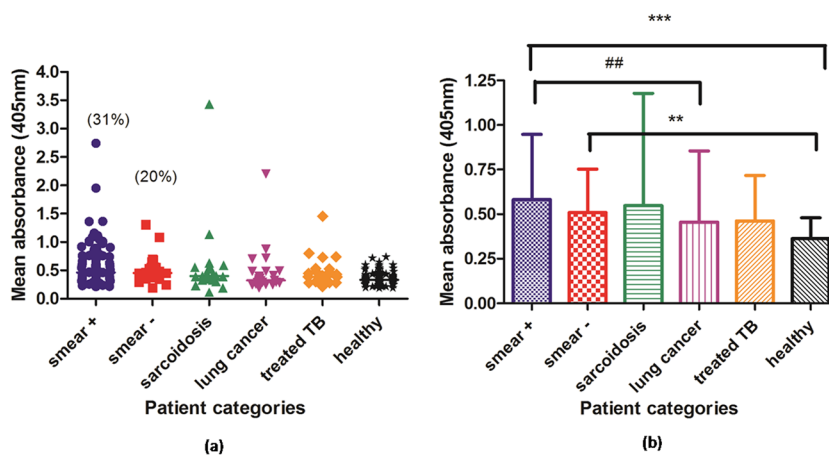 Mean absorbance (405nm)
4.0
3.5
3.0
2.5
2.0
1.5
1.0
0.5
0.0
(31%)
(20%)
smear +
smear -
sarcoidosis
lung cancer
treated TB
healthy
Patient categories
(a)
Mean absorbance (405nm)
1.25
1.00
0.75
0.50
0.25
0.00
***
##
**
smear +
smear -
sarcoidosis
lung cancer
treated TB
healthy
Patient categories
(b)